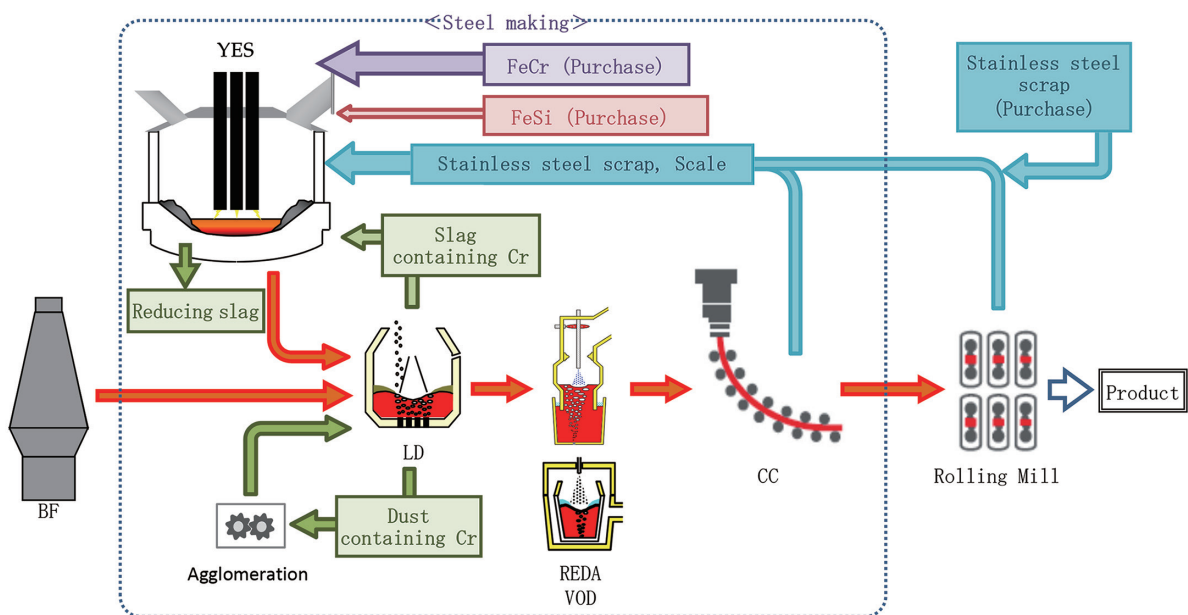 <Steel making>
YES
FeCr (Purchase)
FeSi (Purchase)
Stainless steel scrap, Scale
Stainless steel
scrap
(Purchase)
Slag
containing Cr
Reducing slag
BF
LD
Dust
containing Cr
Agglomeration
REDA
VOD
CC
Rolling Mill
Product